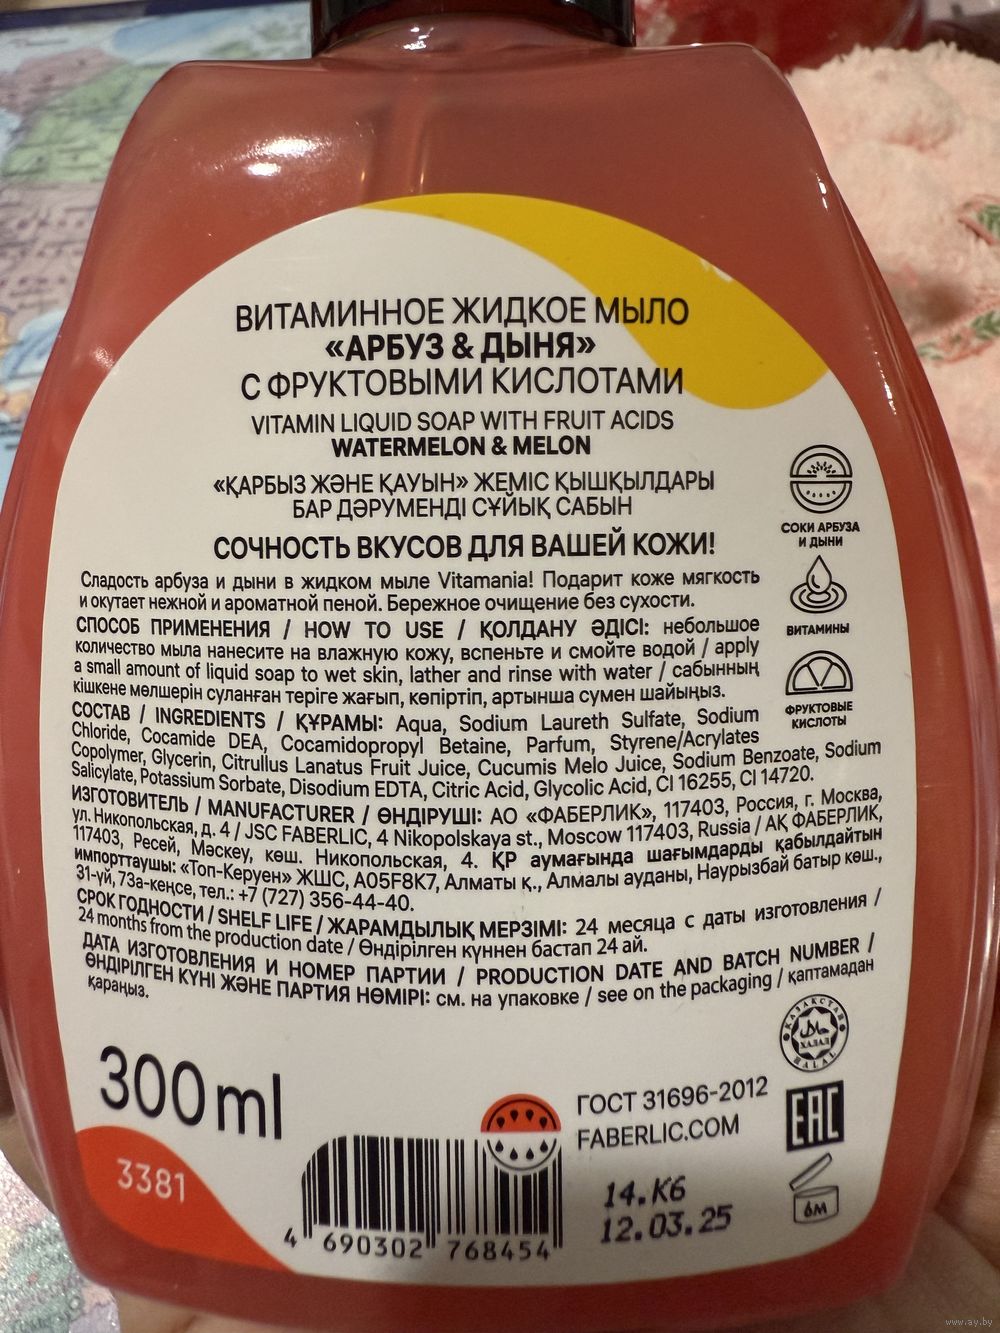 ВИТАМИННОЕ ЖИДКОЕ МЫЛО
«АРБУЗ & ДЫНЯ»
С ФРУКТОВЫМИ КИСЛОТАМИ
VITAMIN LIQUID SOAP WITH FRUIT ACIDS
WATERMELON & MELON
«ҚАРБЫЗ ЖӘНЕ ҚАУЫН» ЖЕМІС ҚЫШҚЫЛДАРЫ
БАР ДӘРУМЕНДІ СҰЙЫҚ САБЫН
СОЧНОСТЬ ВКУСОВ ДЛЯ ВАШЕЙ КОЖИ!
Сладость арбуза и дыни в жидком мыле Vitamania! Подарит коже мягкость
и окутает нежной и ароматной пеной. Бережное очищение без сухости.
СПОСОБ ПРИМЕНЕНИЯ / HOW TO USE / ҚОЛДАНУ ӘДІСІ: небольшое
количество мыла нанесите на влажную кожу, вспеньте и смойте водой / apply
a small amount of liquid soap to wet skin, lather and rinse with water / сабынның
кішкене мөлшерін суланған теріге жағып, көпіртіп, артынша сумен шайыңыз.
СОСТАВ / INGREDIENTS / ҚҰРАМЫ: Aqua, Sodium Laureth Sulfate, Sodium
Chloride, Cocamide DEA, Cocamidopropyl Betaine, Parfum, Styrene/Acrylates
Copolymer, Glycerin, Citrullus Lanatus Fruit Juice, Cucumis Melo Juice, Sodium Benzoate, Sodium
Salicylate, Potassium Sorbate, Disodium EDTA, Citric Acid, Glycolic Acid, CI 16255, CI 14720.
ИЗГОТОВИТЕЛЬ / MANUFACTURER / ӨНДІРУШІ: АО «ФАБЕРЛИК», 117403, Россия, г. Москва,
ул. Никопольская, д. 4 / JSC FABERLIC, 4 Nikopolskaya st., Moscow 117403, Russia / АҚ ФАБЕРЛИК,
117403, Ресей, Мәскеу, көш. Никопольская, 4. ҚР аумағында шағымдарды қабылдайтын
импорттаушы: «Топ-Керуен» ЖШС, A05F8K7, Алматы қ., Алмалы ауданы, Наурызбай батыр көш.,
31-үй, 73а-кеңсе, тел.: +7 (727) 356-44-40.
СРОК ГОДНОСТИ / SHELF LIFE / ЖАРАМДЫЛЫҚ МЕРЗІМІ: 24 месяца с даты изготовления /
24 months from the production date / Өндірілген күннен бастап 24 ай.
ДАТА ИЗГОТОВЛЕНИЯ И НОМЕР ПАРТИИ / PRODUCTION DATE AND BATCH NUMBER /
ӨНДІРІЛГЕН КҮНІ ЖӘНЕ ПАРТИЯ НӨМІРІ: см. на упаковке / see on the packaging / қаптамадан
қараңыз.
СОКИ АРБУЗА
И ДЫНИ
ВИТАМИНЫ
ФРУКТОВЫЕ
КИСЛОТЫ
КАЗАХСТАН
ХАЛАЛ
HALAL
300ml
ГОСТ 31696-2012
FABERLIC.COM
EAC
3381
14.К6
12.03.25
6М
4 690302 768454
www.ay.by